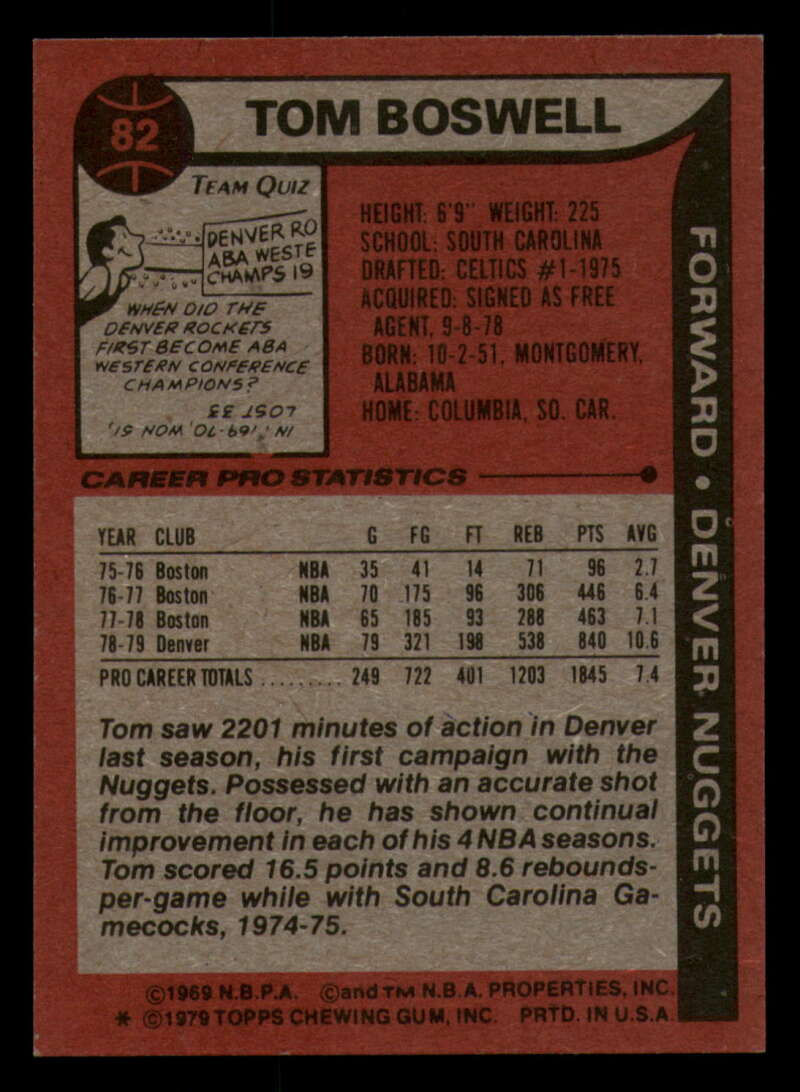 82
TOM BOSWELL
TEAM QUIZ
DENVER RO
ABA WESTE
CHAMPS 19
WHEN DID THE
DENVER ROCKETS
FIRST BECOME ABA
WESTERN CONFERENCE
CHAMPIONS?
IN '69-'70, WON 51,
LOST 33
HEIGHT: 6'9" WEIGHT: 225
SCHOOL: SOUTH CAROLINA
DRAFTED: CELTICS #1-1975
ACQUIRED: SIGNED AS FREE
AGENT, 9-8-78
BORN: 10-2-51, MONTGOMERY,
ALABAMA
HOME: COLUMBIA, SO. CAR.
FORWARD • DENVER NUGGETS
CAREER PRO STATISTICS
YEAR CLUB G FG FT REB PTS AVG
75-76 Boston NBA 35 41 14 71 96 2.7
76-77 Boston NBA 70 175 96 306 446 6.4
77-78 Boston NBA 65 185 93 288 463 7.1
78-79 Denver NBA 79 321 198 538 840 10.6
PRO CAREER TOTALS ......... 249 722 401 1203 1845 7.4
Tom saw 2201 minutes of action in Denver
last season, his first campaign with the
Nuggets. Possessed with an accurate shot
from the floor, he has shown continual
improvement in each of his 4 NBA seasons.
Tom scored 16.5 points and 8.6 rebounds-
per-game while with South Carolina Ga-
mecocks, 1974-75.
©1969 N.B.P.A. ©and TM N.B.A. PROPERTIES, INC.
* ©1979 TOPPS CHEWING GUM, INC. PRTD. IN U.S.A.